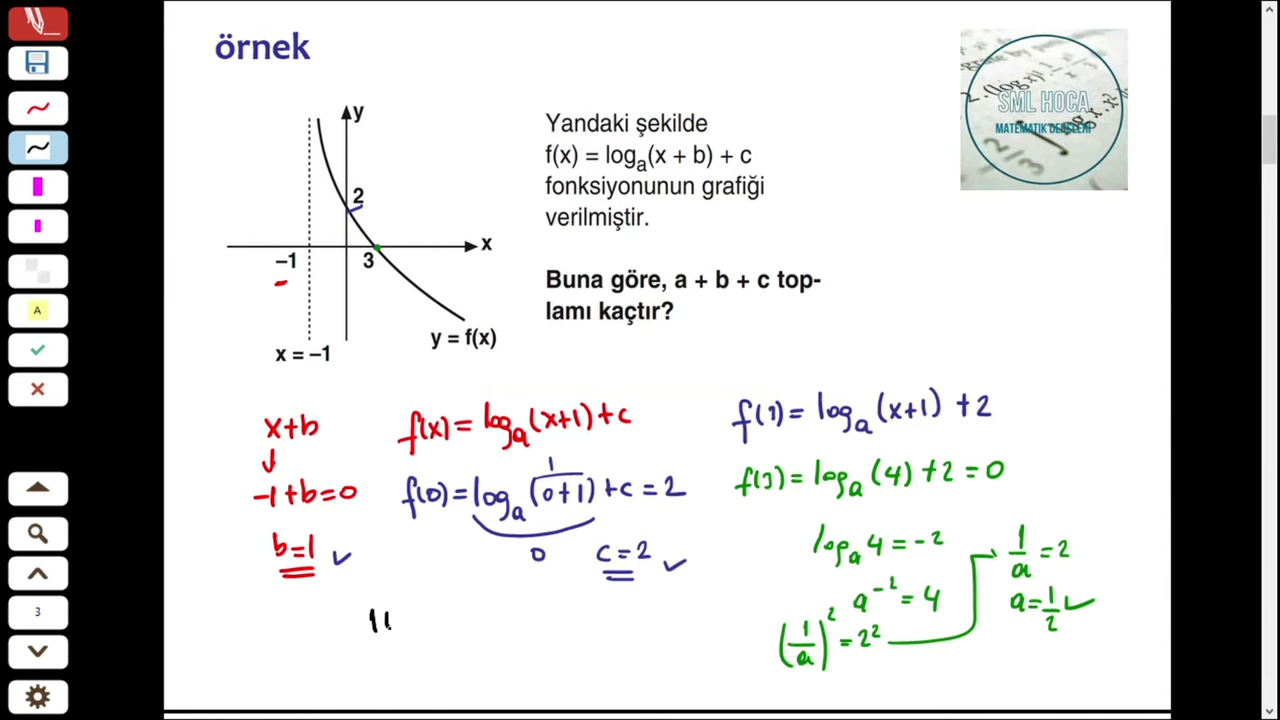 örnek
y
2
x
-1
3
y = f(x)
x = -1
Yandaki şekilde
f(x) = logₐ(x + b) + c
fonksiyonunun grafiği
verilmiştir.
Buna göre, a + b + c top-
lamı kaçtır?
SML HOCA
MATEMATİK DERSLERİ
x+b
-1+b=0
b=1
f(x) = logₐ(x+1)+c
f(0) = logₐ(0+1)+c = 2
1
0
c=2
f(x) = logₐ(x+1) +2
f(3) = logₐ(4) +2 = 0
logₐ4 = -2
a⁻² = 4
(1/a)² = 2²
1/a = 2
a = 1/2
11
A
3